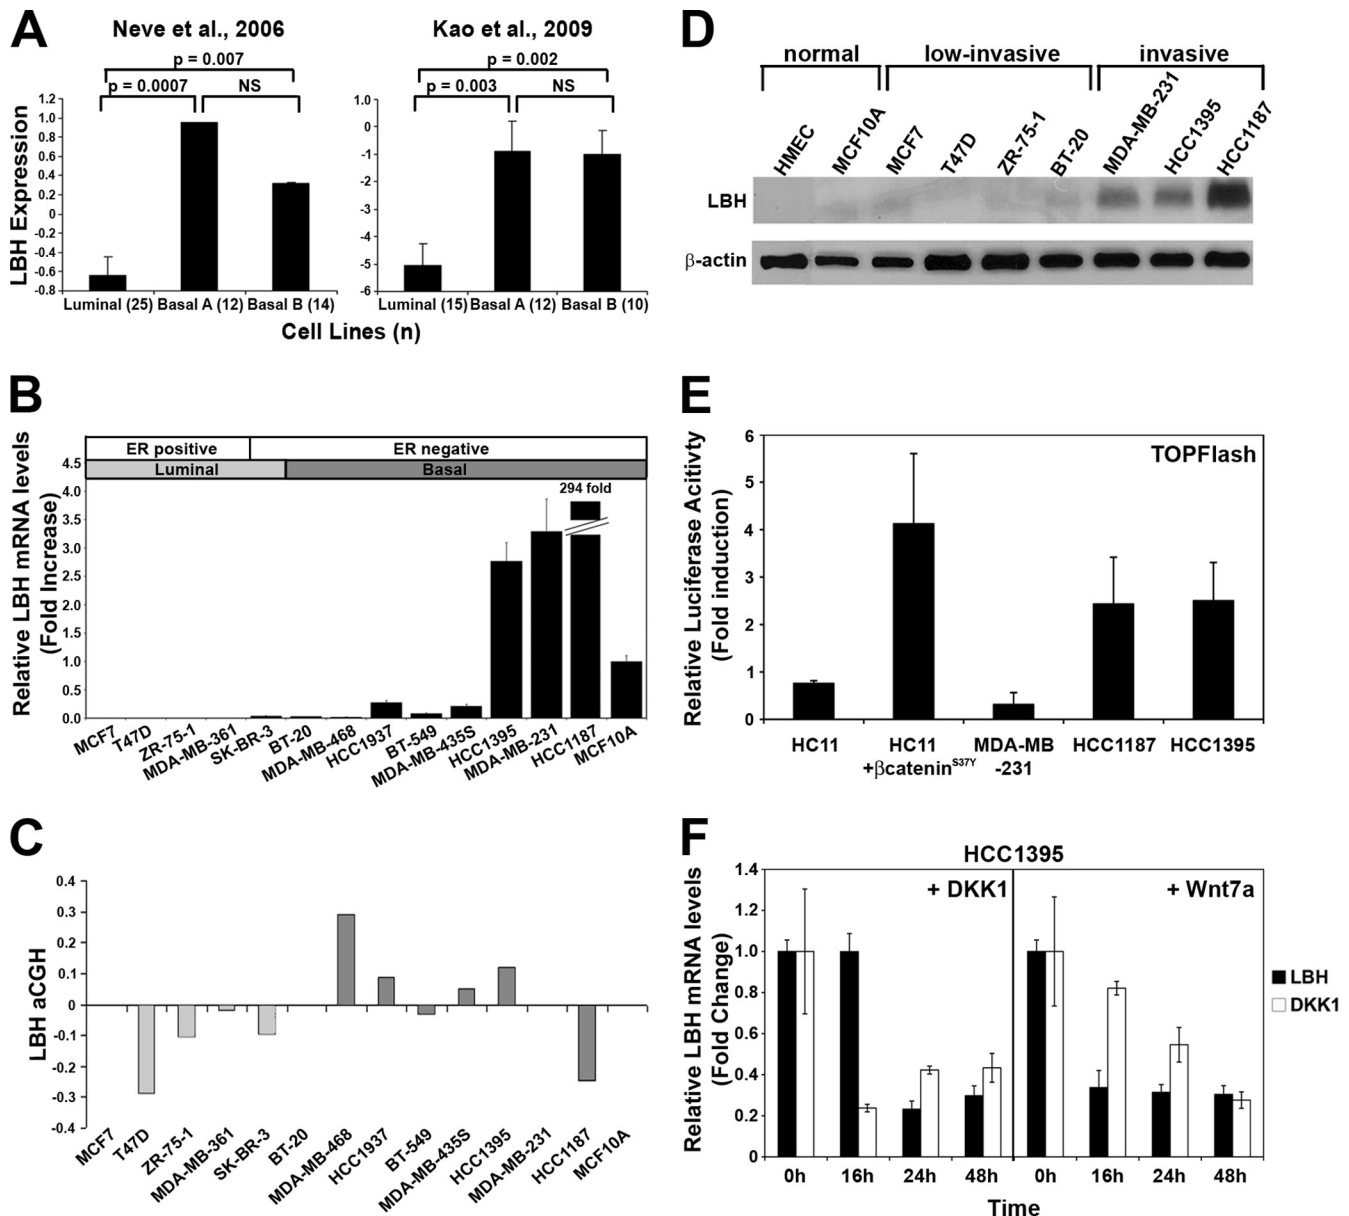 A
Neve et al., 2006
Kao et al., 2009
p = 0.007
p = 0.0007
NS
p = 0.002
p = 0.003
NS
LBH Expression
1.2
1.0
0.8
0.6
0.4
0.2
0
-0.2
-0.4
-0.6
-0.8
Luminal (25) Basal A (12) Basal B (14)
1.0
0
-1
-2
-3
-4
-5
-6
Luminal (15) Basal A (12) Basal B (10)
Cell Lines (n)
B
ER positive
ER negative
Luminal
Basal
294 fold
Relative LBH mRNA levels
(Fold Increase)
4.5
4.0
3.5
3.0
2.5
2.0
1.5
1.0
0.5
0.0
MCF7
T47D
ZR-75-1
MDA-MB-361
SK-BR-3
BT-20
MDA-MB-468
HCC1937
BT-549
MDA-MB-435S
HCC1395
MDA-MB-231
HCC1187
MCF10A
C
LBH aCGH
0.4
0.3
0.2
0.1
0
-0.1
-0.2
-0.3
-0.4
MCF7
T47D
ZR-75-1
MDA-MB-361
SK-BR-3
BT-20
MDA-MB-468
HCC1937
BT-549
MDA-MB-435S
HCC1395
MDA-MB-231
HCC1187
MCF10A
D
normal
low-invasive
invasive
HMEC
MCF10A
MCF7
T47D
ZR-75-1
BT-20
MDA-MB-231
HCC1395
HCC1187
LBH
β-actin
E
TOPFlash
Relative Luciferase Acitivty
(Fold induction)
6
5
4
3
2
1
0
HC11
HC11
+βcateninS37Y
MDA-MB
-231
HCC1187
HCC1395
F
HCC1395
+ DKK1
+ Wnt7a
Relative LBH mRNA levels
(Fold Change)
1.4
1.2
1.0
0.8
0.6
0.4
0.2
0
0h
16h
24h
48h
0h
16h
24h
48h
Time
LBH
DKK1